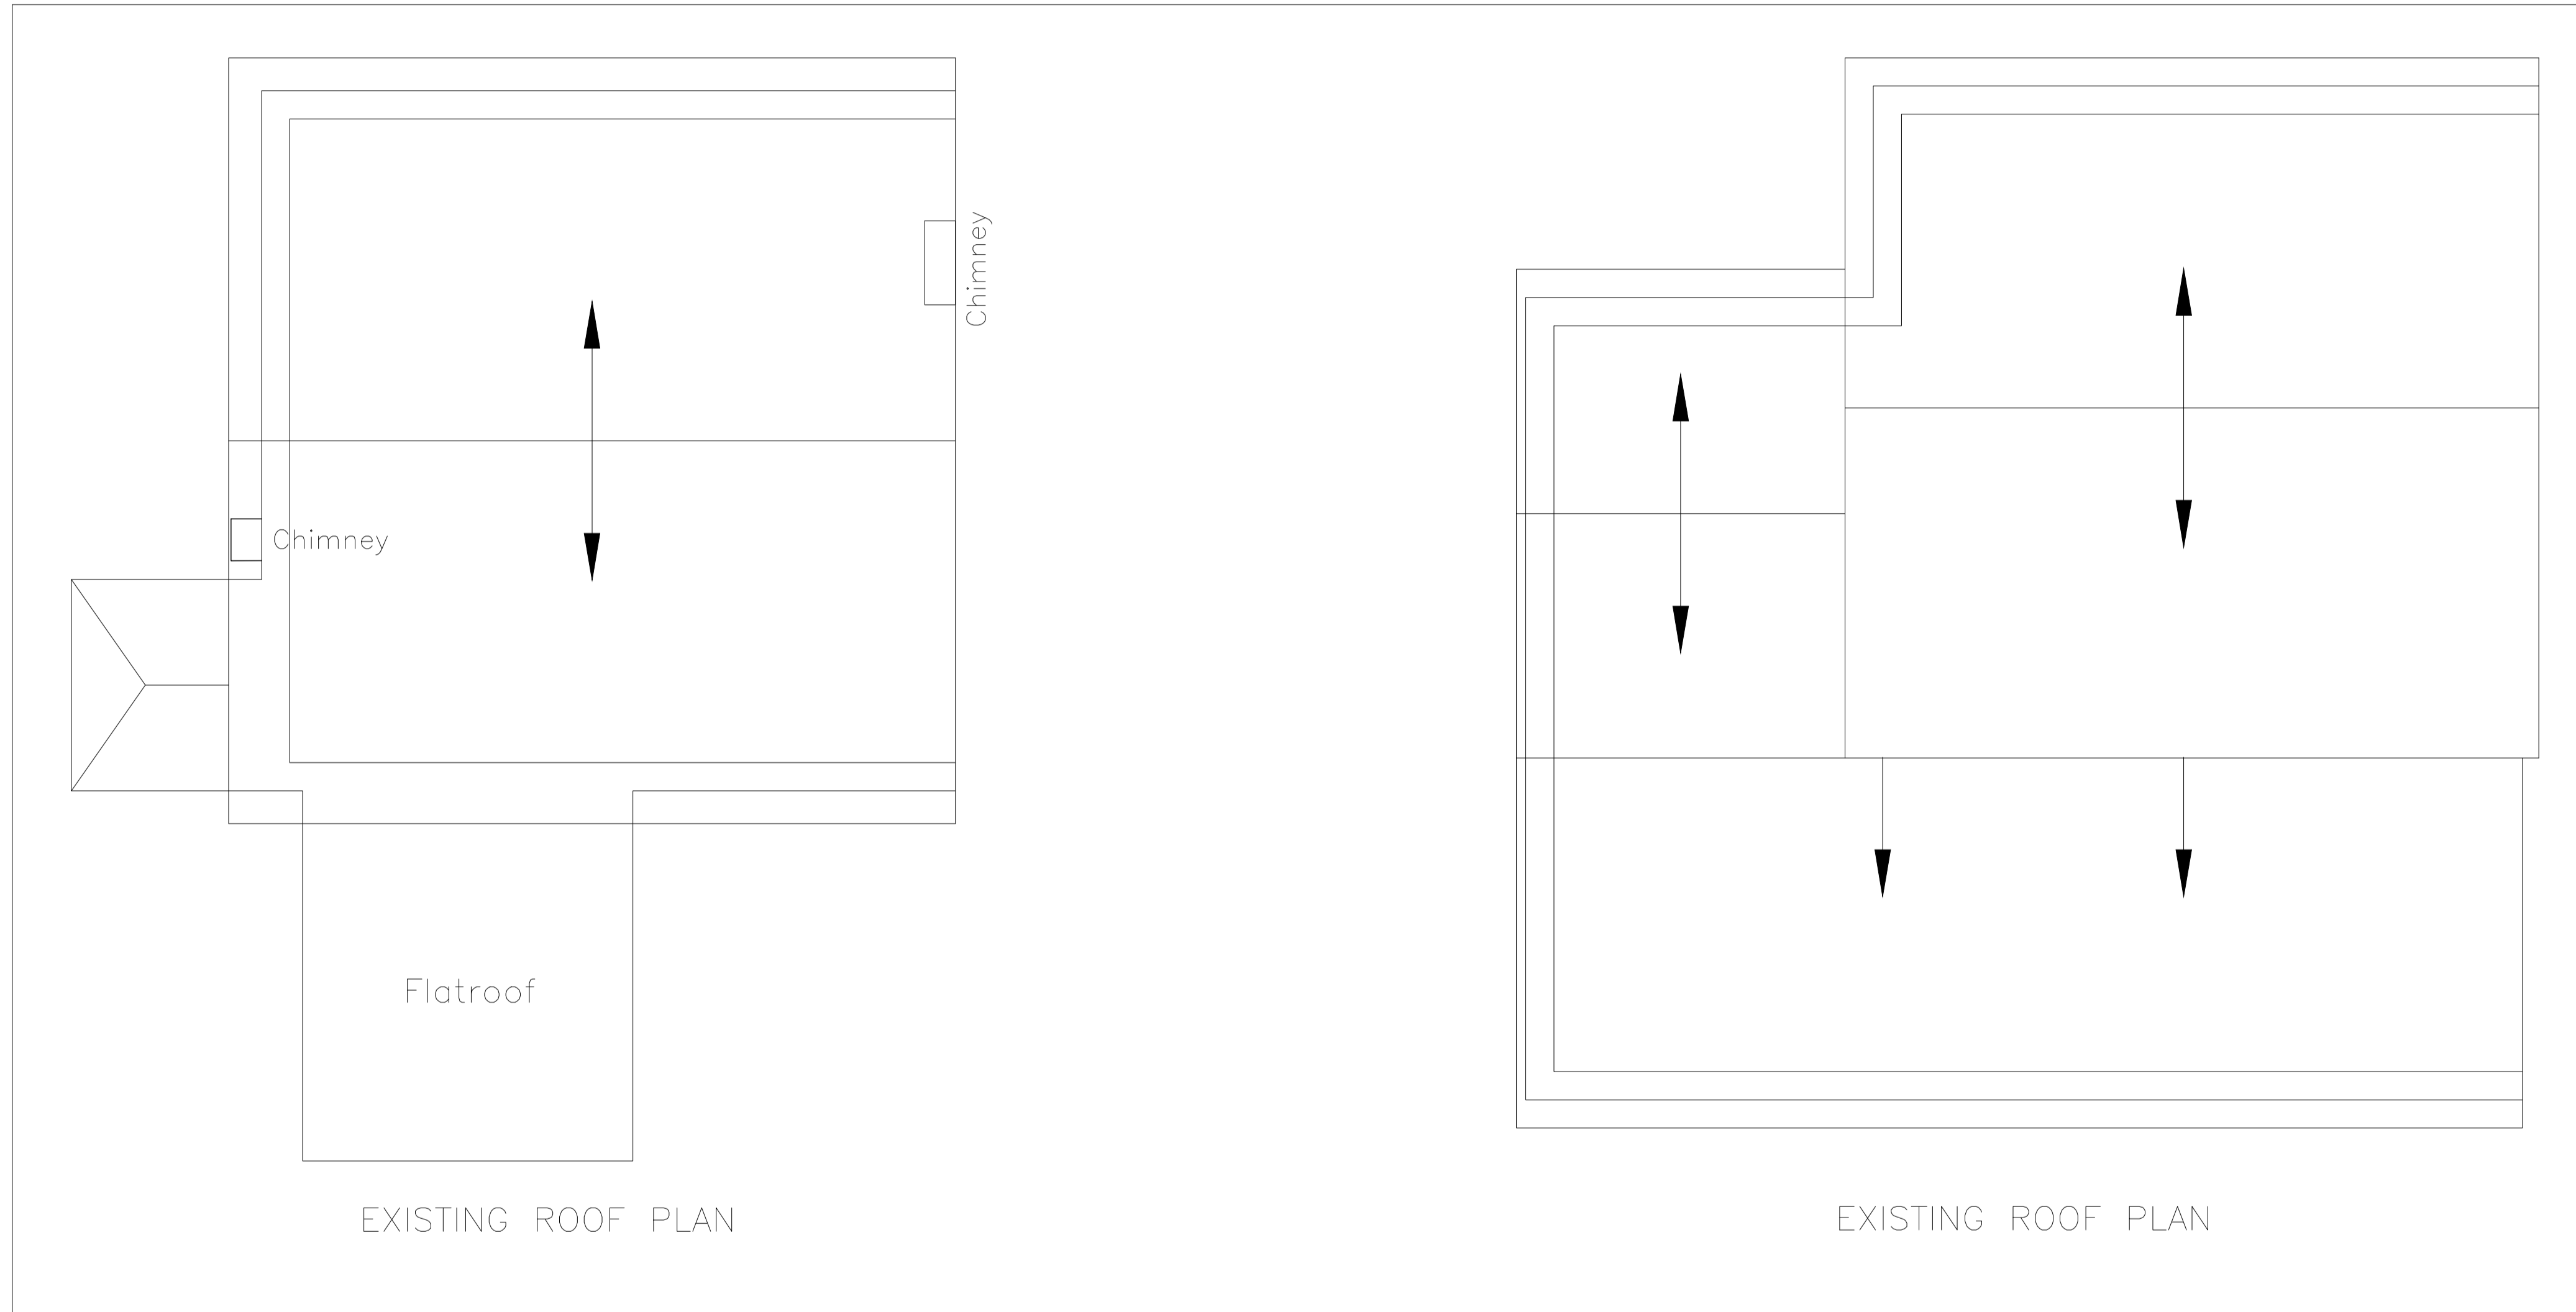 Chimney
Chimney
Flatroof
EXISTING ROOF PLAN
EXISTING ROOF PLAN